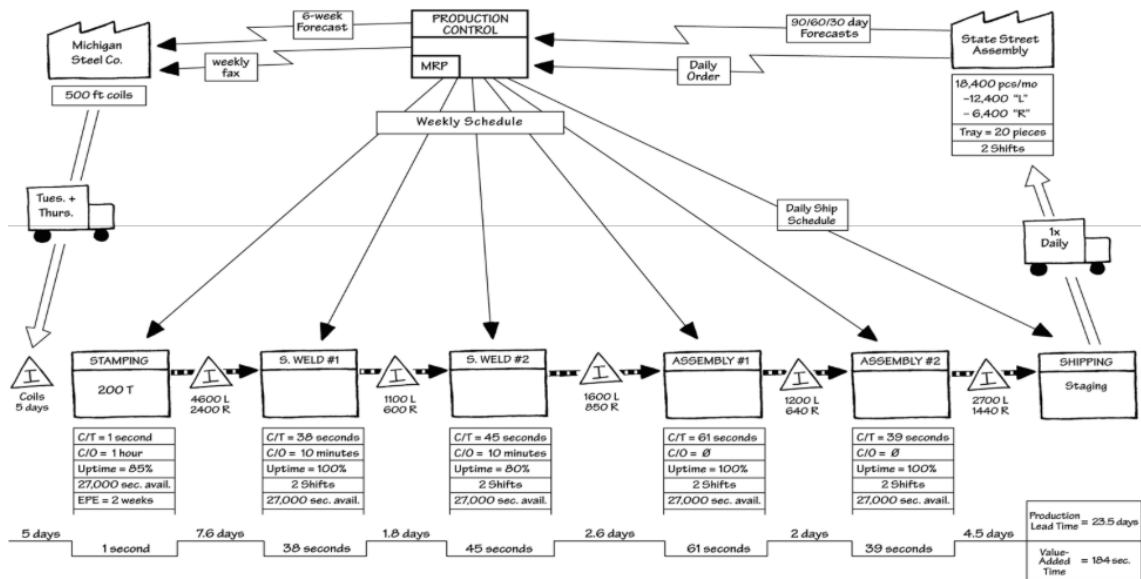 Michigan
Steel Co.
500 ft coils
6-week
Forecast
weekly
fax
PRODUCTION
CONTROL
MRP
90/60/30 day
Forecasts
Daily
Order
State Street
Assembly
18,400 pcs/mo
-12,400 "L"
- 6,400 "R"
Tray = 20 pieces
2 Shifts
Weekly Schedule
Tues. +
Thurs.
Daily Ship
Schedule
1x
Daily
I
Coils
5 days
STAMPING
200 T
C/T = 1 second
C/O = 1 hour
Uptime = 85%
27,000 sec. avail.
EPE = 2 weeks
I
4600 L
2400 R
S. WELD #1
C/T = 38 seconds
C/O = 10 minutes
Uptime = 100%
2 Shifts
27,000 sec. avail.
I
1100 L
600 R
S. WELD #2
C/T = 45 seconds
C/O = 10 minutes
Uptime = 80%
2 Shifts
27,000 sec. avail.
I
1600 L
850 R
ASSEMBLY #1
C/T = 61 seconds
C/O = Ø
Uptime = 100%
2 Shifts
27,000 sec. avail.
I
1200 L
640 R
ASSEMBLY #2
C/T = 39 seconds
C/O = Ø
Uptime = 100%
2 Shifts
27,000 sec. avail.
I
2700 L
1440 R
SHIPPING
Staging
5 days
1 second
7.6 days
38 seconds
1.8 days
45 seconds
2.6 days
61 seconds
2 days
39 seconds
4.5 days
Production
Lead Time = 23.5 days
Value-
Added = 184 sec.
Time